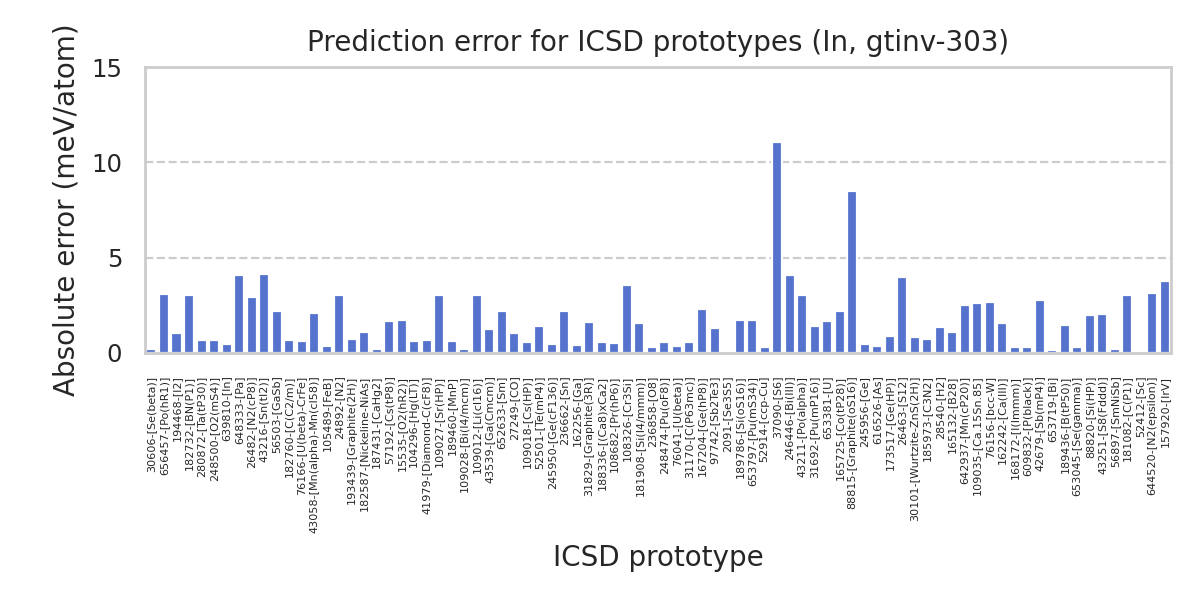 Prediction error for ICSD prototypes (In, gtinv-303)
Absolute error (meV/atom)
15
10
5
0
30606-[Se(beta)]
656457-[Po(hR1)]
194468-[I2]
182732-[BN(P1)]
280872-[Ta(tP30)]
248500-[O2(mS4)]
639810-[In]
648333-[Pa]
26482-[N2(cP8)]
43216-[Sn(tI2)]
56503-[GaSb]
182760-[C(C2/m)]
76166-[U(beta)-CrFe]
43058-[Mn(alpha)-Mn(cI58)]
105489-[FeB]
24892-[N2]
193439-[Graphite(2H)]
182587-[Nickeline-NiAs]
187431-[CaHg2]
57192-[Cs(tP8)]
15535-[O2(hR2)]
104296-[Hg(LT)]
41979-[Diamond-C(cF8)]
109027-[Sr(HP)]
189460-[MnP]
109028-[Bi(I4/mcm)]
109012-[Li(cI16)]
43539-[Ga(Cmcm)]
652633-[Sm]
27249-[CO]
109018-[Cs(HP)]
52501-[Te(mP4)]
245950-[Ge(cF136)]
236662-[Sn]
162256-[Ga]
31829-[Graphite(3R)]
188336-[(Ca8)xCa2]
108682-[Pr(hP6)]
108326-[Cr3Si]
181908-[Si(I4/mmm)]
236858-[O8]
248474-[Pu(oF8)]
76041-[U(beta)]
31170-[C(P63mc)]
167204-[Ge(hP8)]
97742-[Sb2Te3]
2091-[Se3S5]
189786-[Si(oS16)]
653797-[Pu(mS34)]
52914-[ccp-Cu]
37090-[S6]
246446-[Bi(III)]
43211-[Po(alpha)]
31692-[Pu(mP16)]
653381-[U]
165725-[Co(tP28)]
88815-[Graphite(oS16)]
245956-[Ge]
616526-[As]
173517-[Ge(HP)]
26463-[S12]
30101-[Wurtzite-ZnS(2H)]
185973-[C3N2]
28540-[H2]
165132-[B28]
642937-[Mn(cP20)]
109035-[Ca.15Sn.85]
76156-[bcc-W]
162242-[Ca(III)]
168172-[I(Immm)]
609832-[P(black)]
42679-[Sb(mP4)]
653719-[Bi]
189436-[B(tP50)]
653045-[Se(gamma)]
88820-[Si(HP)]
43251-[S8(Fddd)]
56897-[SmNiSb]
181082-[C(P1)]
52412-[Sc]
644520-[N2(epsilon)]
157920-[IrV]
ICSD prototype